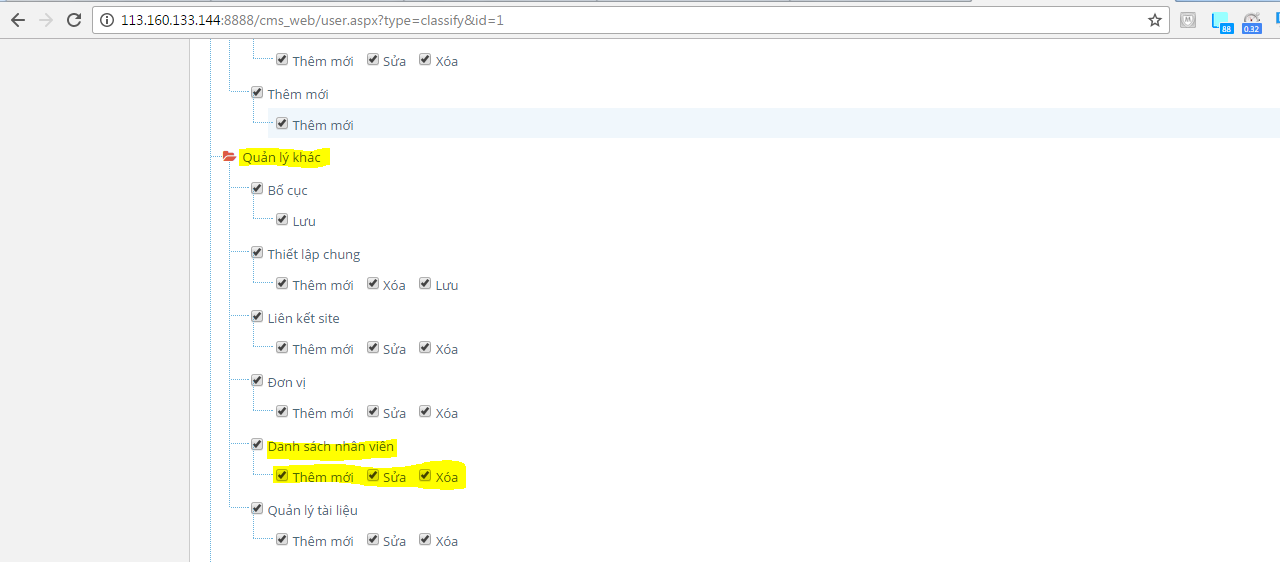 113.160.133.144:8888/cms_web/user.aspx?type=classify&id=1
88
0.32
Thêm mới Sửa Xóa
Thêm mới
Thêm mới
Quản lý khác
Bố cục
Lưu
Thiết lập chung
Thêm mới Xóa Lưu
Liên kết site
Thêm mới Sửa Xóa
Đơn vị
Thêm mới Sửa Xóa
Danh sách nhân viên
Thêm mới Sửa Xóa
Quản lý tài liệu
Thêm mới Sửa Xóa